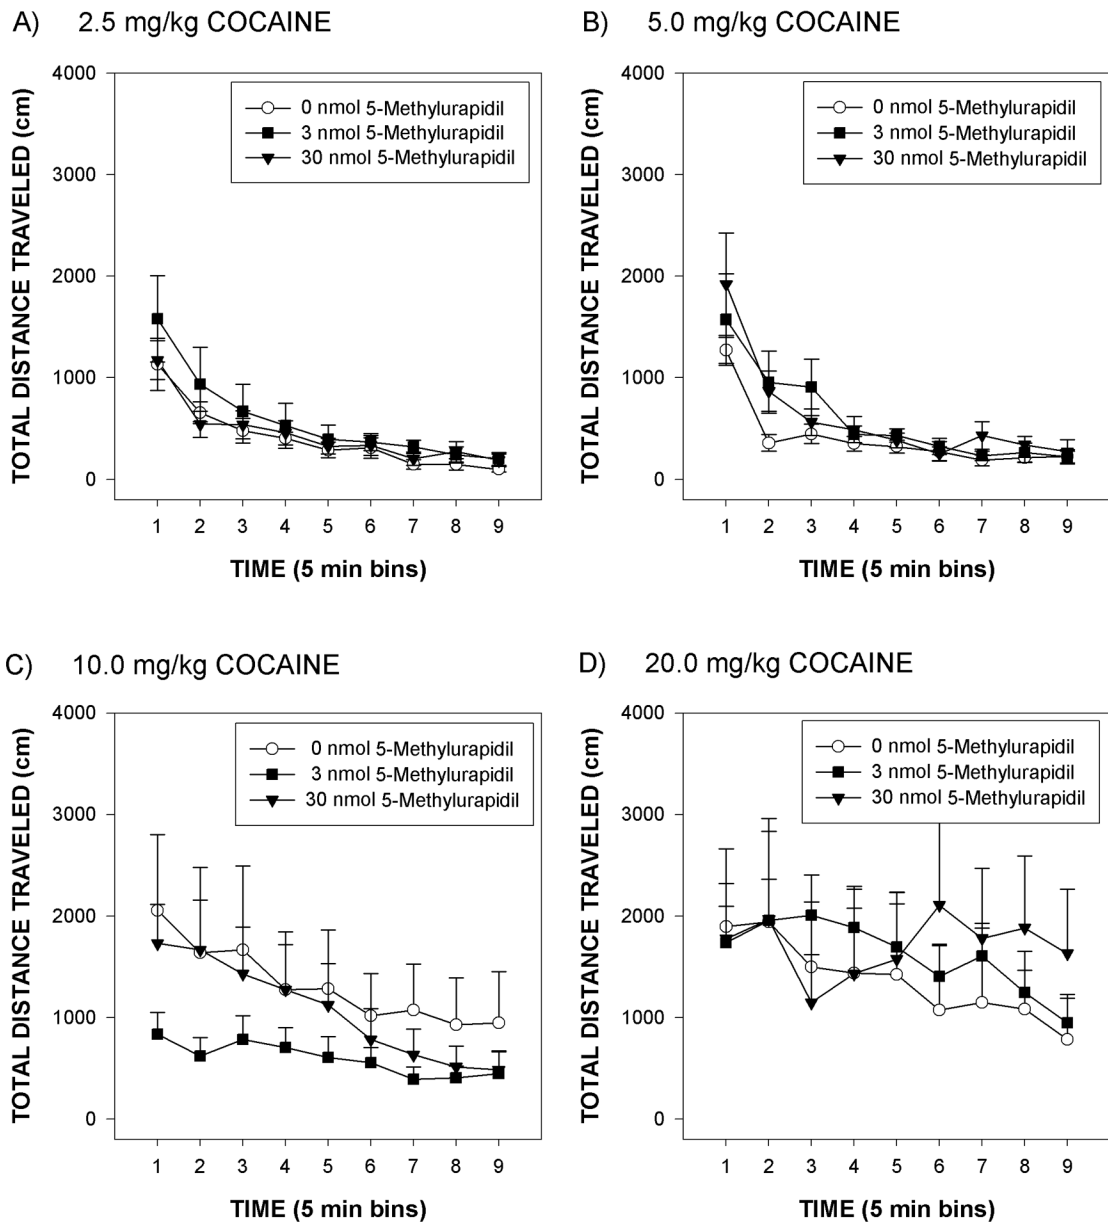 A) 2.5 mg/kg COCAINE
TOTAL DISTANCE TRAVELED (cm)
4000
3000
2000
1000
0
0 nmol 5-Methylurapidil
3 nmol 5-Methylurapidil
30 nmol 5-Methylurapidil
1 2 3 4 5 6 7 8 9
TIME (5 min bins)
B) 5.0 mg/kg COCAINE
TOTAL DISTANCE TRAVELED (cm)
4000
3000
2000
1000
0
0 nmol 5-Methylurapidil
3 nmol 5-Methylurapidil
30 nmol 5-Methylurapidil
1 2 3 4 5 6 7 8 9
TIME (5 min bins)
C) 10.0 mg/kg COCAINE
TOTAL DISTANCE TRAVELED (cm)
4000
3000
2000
1000
0
0 nmol 5-Methylurapidil
3 nmol 5-Methylurapidil
30 nmol 5-Methylurapidil
1 2 3 4 5 6 7 8 9
TIME (5 min bins)
D) 20.0 mg/kg COCAINE
TOTAL DISTANCE TRAVELED (cm)
4000
3000
2000
1000
0
0 nmol 5-Methylurapidil
3 nmol 5-Methylurapidil
30 nmol 5-Methylurapidil
1 2 3 4 5 6 7 8 9
TIME (5 min bins)